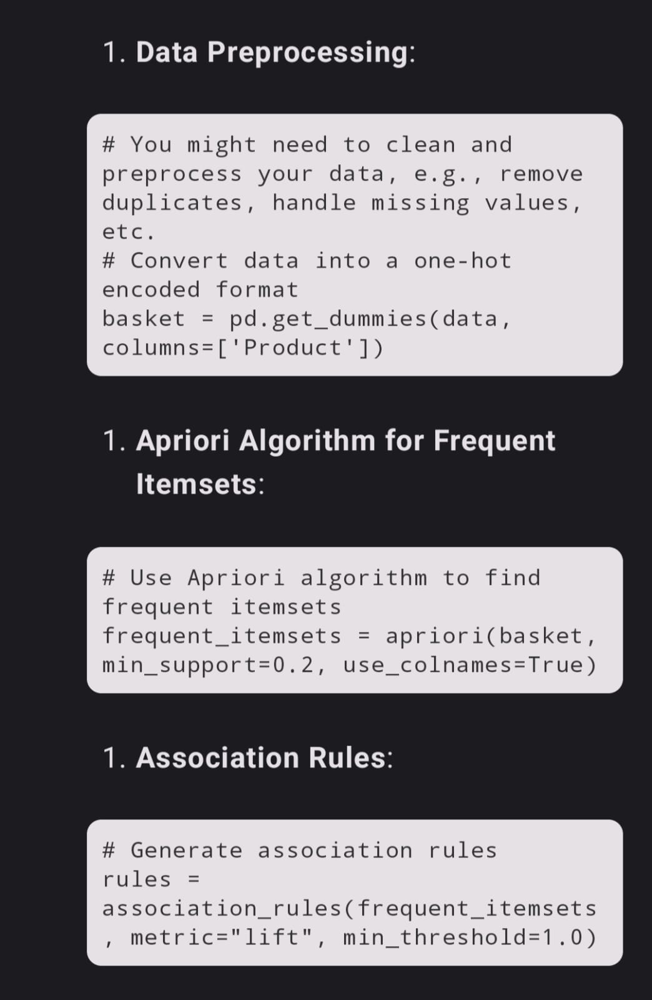 1. Data Preprocessing:
# You might need to clean and
preprocess your data, e.g., remove
duplicates, handle missing values,
etc.
# Convert data into a one-hot
encoded format
basket = pd.get_dummies(data,
columns=['Product'])
1. Apriori Algorithm for Frequent
Itemsets:
# Use Apriori algorithm to find
frequent itemsets
frequent_itemsets = apriori(basket,
min_support=0.2, use_colnames=True)
1. Association Rules:
# Generate association rules
rules =
association_rules(frequent_itemsets
, metric="lift", min_threshold=1.0)